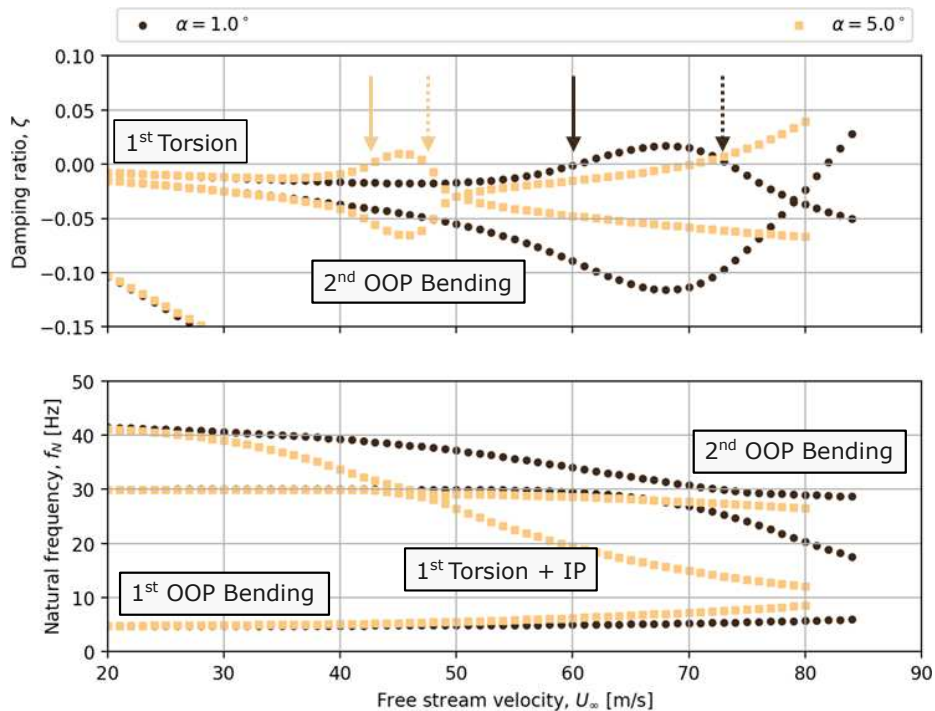 α = 1.0°
α = 5.0°
Damping ratio, ζ
0.10
0.05
0.00
−0.05
−0.10
−0.15
1st Torsion
2nd OOP Bending
Natural frequency, fN [Hz]
50
40
30
20
10
0
2nd OOP Bending
1st Torsion + IP
1st OOP Bending
20 30 40 50 60 70 80 90
Free stream velocity, U∞ [m/s]